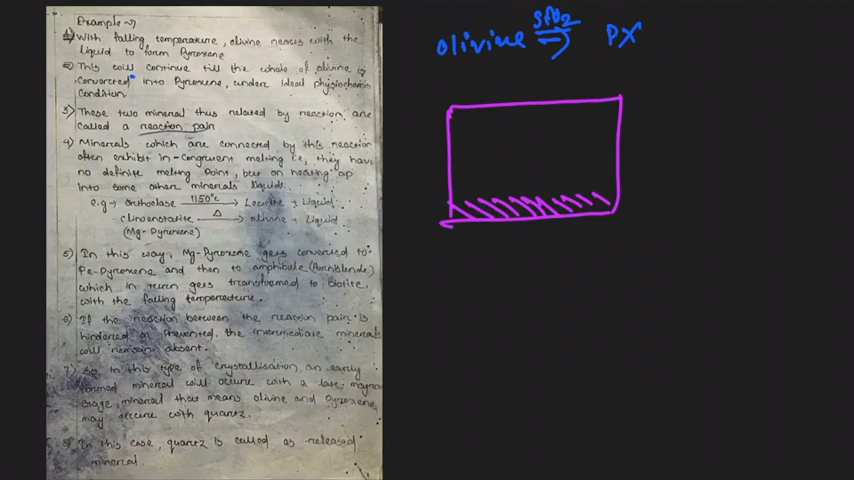 Example ~)
1) With falling temperature, olivine reacts with the
liquid to form Pyroxene
2) This will continue till the whole of olivine is
converted into Pyroxene, under Ideal physiochemin
condition
3) These two mineral thus related by reaction are
called a reaction pair
4) Minerals which are connected by this reaction
often exhibit in-congruent melting i.e, they have
no definite melting Point, but on heating
into some other minerals liquids.
e.g → Orthoclase 1150°c → Leucite + Liquid
Clinoenstatite Δ → olivine + Liquid
(Mg-Pyroxene)
5) In this way, Mg-Pyroxene gets converted to
Fe-Pyroxene and then to amphibole (Hornblende)
which in turn gets transformed to Biotite
with the falling temperature.
6) If the reaction between the reaction pair is
hindered or Prevented, the intermediate mineral
will remain absent.
7) So in this type of crystallisation, an early
formed mineral will occure with a late magma
stage, mineral that means olivine and Pyroxene
may occure with quartz.
8) In this case, quartz is called as released
mineral.
olivine SiO2 ⇌ PX